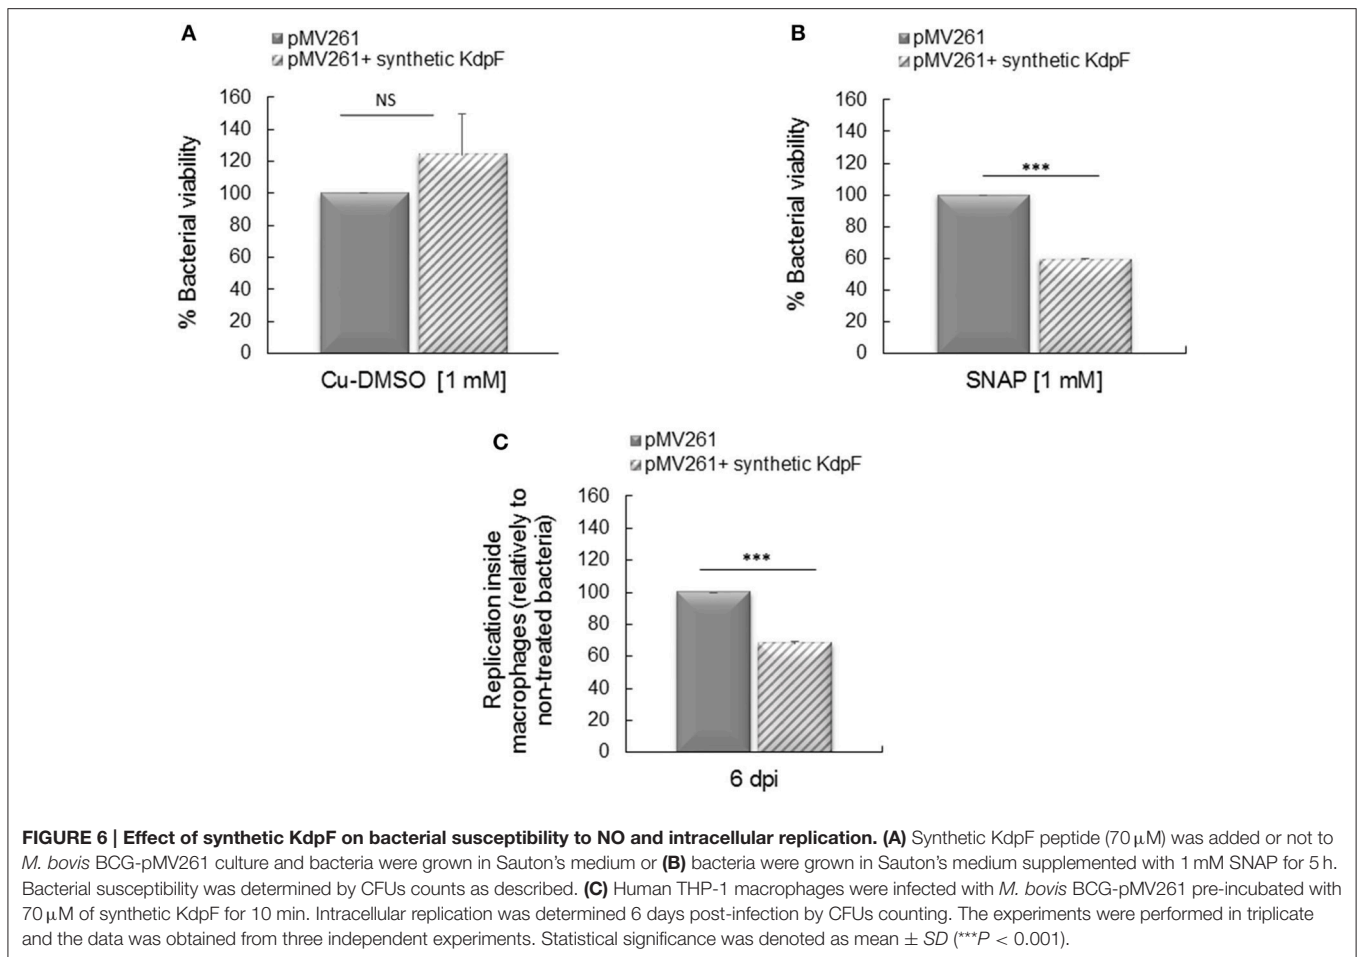 A
pMV261
pMV261+ synthetic KdpF
% Bacterial viability
160
140
120
100
80
60
40
20
0
NS
Cu-DMSO [1 mM]
B
pMV261
pMV261+ synthetic KdpF
% Bacterial viability
160
140
120
100
80
60
40
20
0
***
SNAP [1 mM]
C
pMV261
pMV261+ synthetic KdpF
Replication inside
macrophages (relatively to
non-treated bacteria)
160
140
120
100
80
60
40
20
0
***
6 dpi
FIGURE 6 | Effect of synthetic KdpF on bacterial susceptibility to NO and intracellular replication. (A) Synthetic KdpF peptide (70 μM) was added or not to
M. bovis BCG-pMV261 culture and bacteria were grown in Sauton's medium or (B) bacteria were grown in Sauton's medium supplemented with 1 mM SNAP for 5 h.
Bacterial susceptibility was determined by CFUs counts as described. (C) Human THP-1 macrophages were infected with M. bovis BCG-pMV261 pre-incubated with
70 μM of synthetic KdpF for 10 min. Intracellular replication was determined 6 days post-infection by CFUs counting. The experiments were performed in triplicate
and the data was obtained from three independent experiments. Statistical significance was denoted as mean ± SD (***P < 0.001).